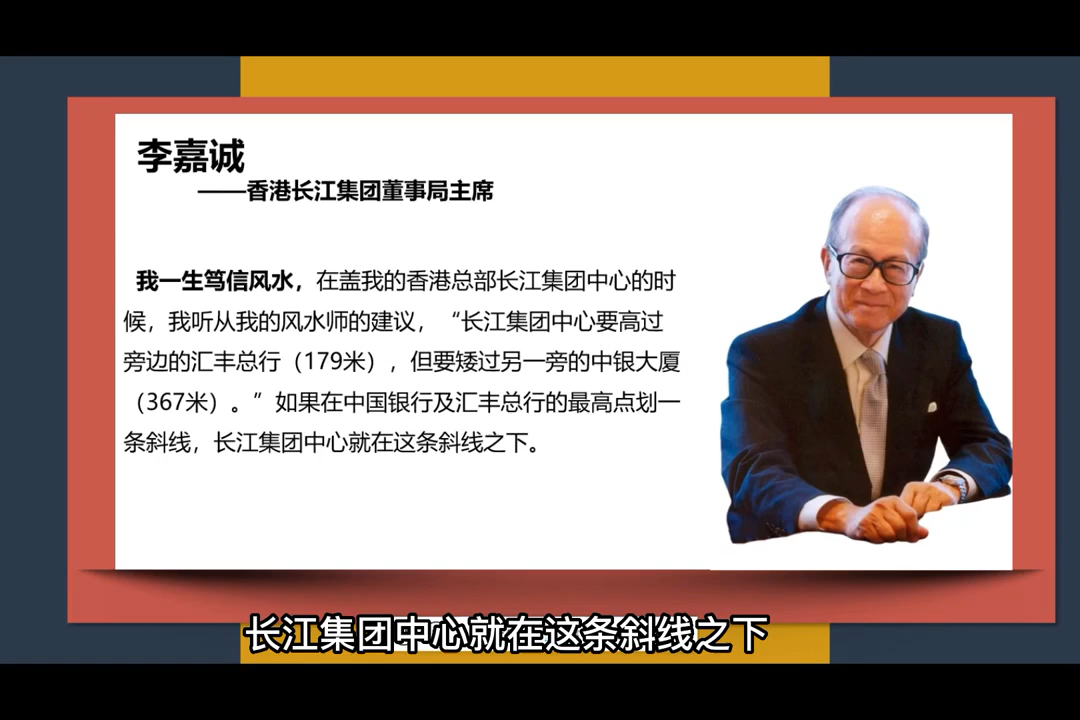 李嘉诚
——香港长江集团董事局主席
我一生笃信风水，在盖我的香港总部长江集团中心的时
候，我听从我的风水师的建议，“长江集团中心要高过
旁边的汇丰总行（179米），但要矮过另一旁的中银大厦
（367米）。”如果在中国银行及汇丰总行的最高点划一
条斜线，长江集团中心就在这条斜线之下。
长江集团中心就在这条斜线之下